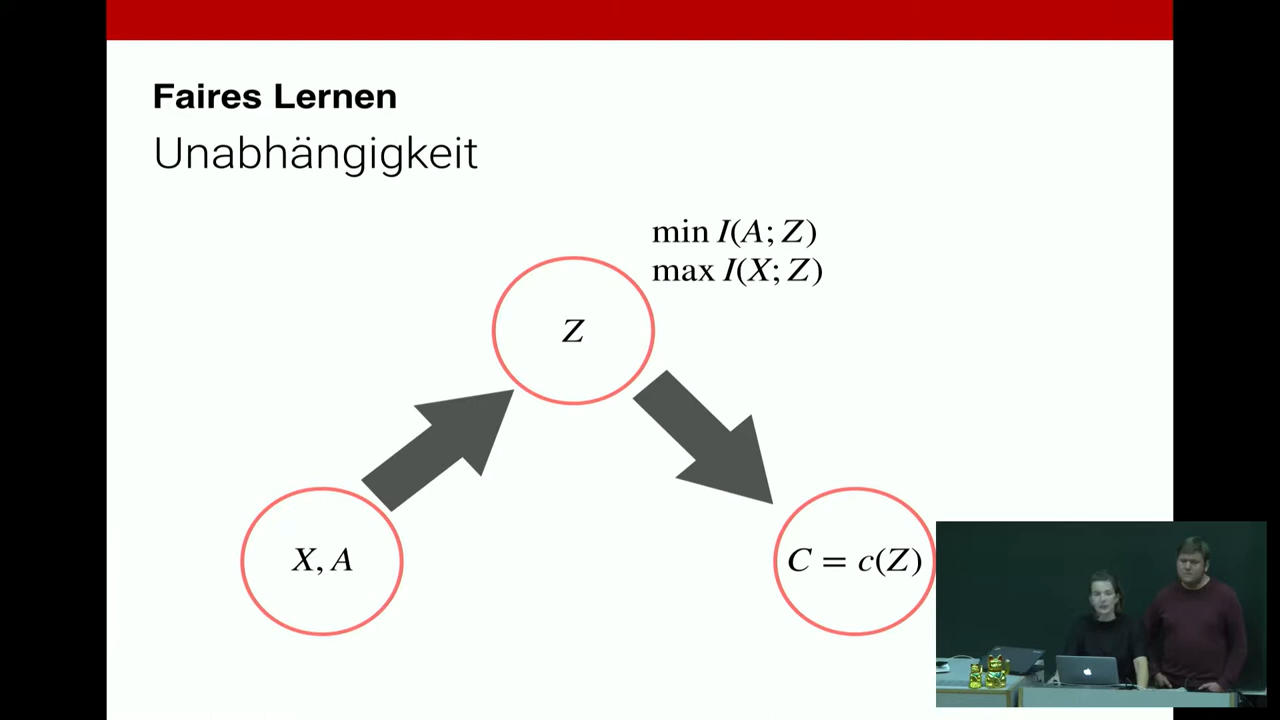 Faires Lernen
Unabhängigkeit
min I(A; Z)
max I(X; Z)
Z
X, A
C = c(Z)